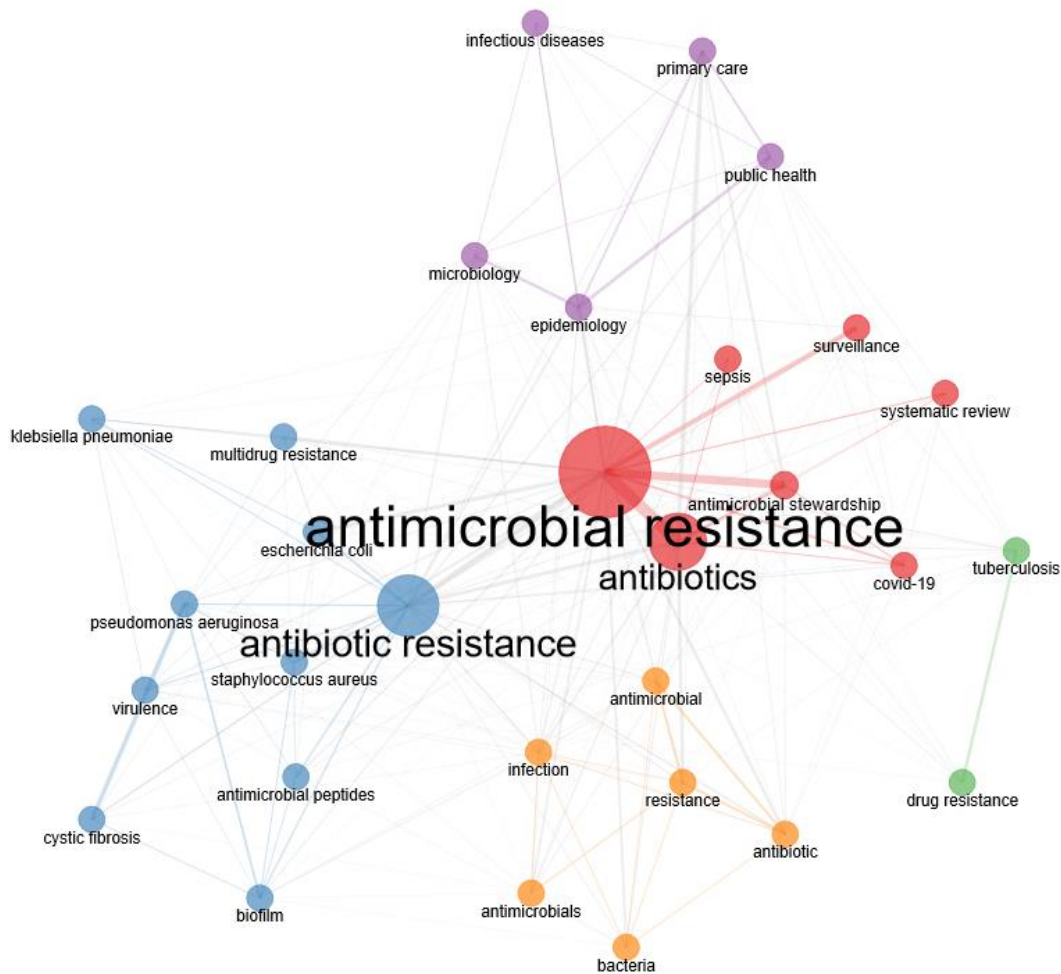 infectious diseases
primary care
public health
microbiology
epidemiology
surveillance
sepsis
systematic review
klebsiella pneumoniae
multidrug resistance
antimicrobial stewardship
antimicrobial resistance
escherichia coli
tuberculosis
antibiotics
covid-19
pseudomonas aeruginosa
antibiotic resistance
staphylococcus aureus
virulence
antimicrobial
infection
antimicrobial peptides
resistance
drug resistance
cystic fibrosis
antibiotic
antimicrobials
biofilm
bacteria